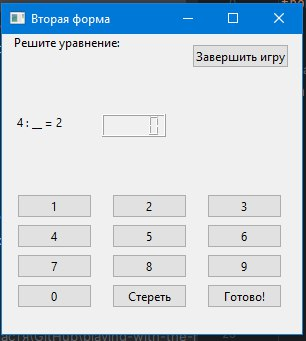 Вторая форма
Решите уравнение:
Завершить игру
4 : __ = 2
0
1 2 3
4 5 6
7 8 9
0 Стереть Готово!